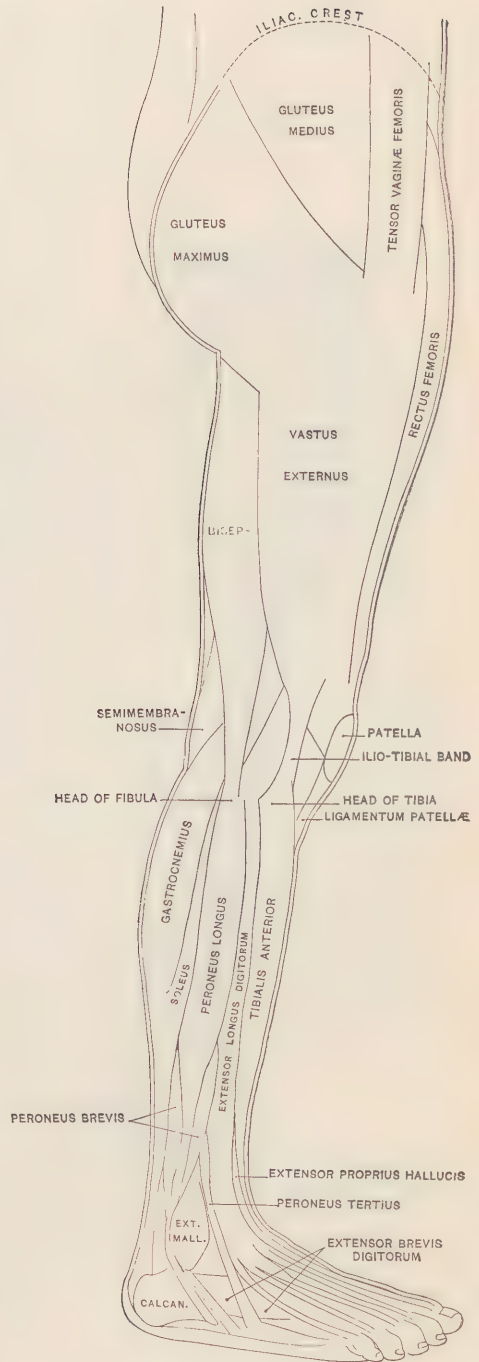 ILIAC. CREST
GLUTEUS
MEDIUS
TENSOR VAGINÆ FEMORIS
GLUTEUS
MAXIMUS
RECTUS FEMORIS
VASTUS
EXTERNUS
BICEP-
SEMIMEMBRA-
NOSUS
PATELLA
ILIO-TIBIAL BAND
HEAD OF FIBULA
HEAD OF TIBIA
LIGAMENTUM PATELLÆ
GASTROCNEMIUS
SOLEUS
PERONEUS LONGUS
EXTENSOR LONGUS DIGITORUM
TIBIALIS ANTERIOR
PERONEUS BREVIS
EXTENSOR PROPRIUS HALLUCIS
PERONEUS TERTIUS
EXT.
MALL.
EXTENSOR BREVIS
DIGITORUM
CALCAN.